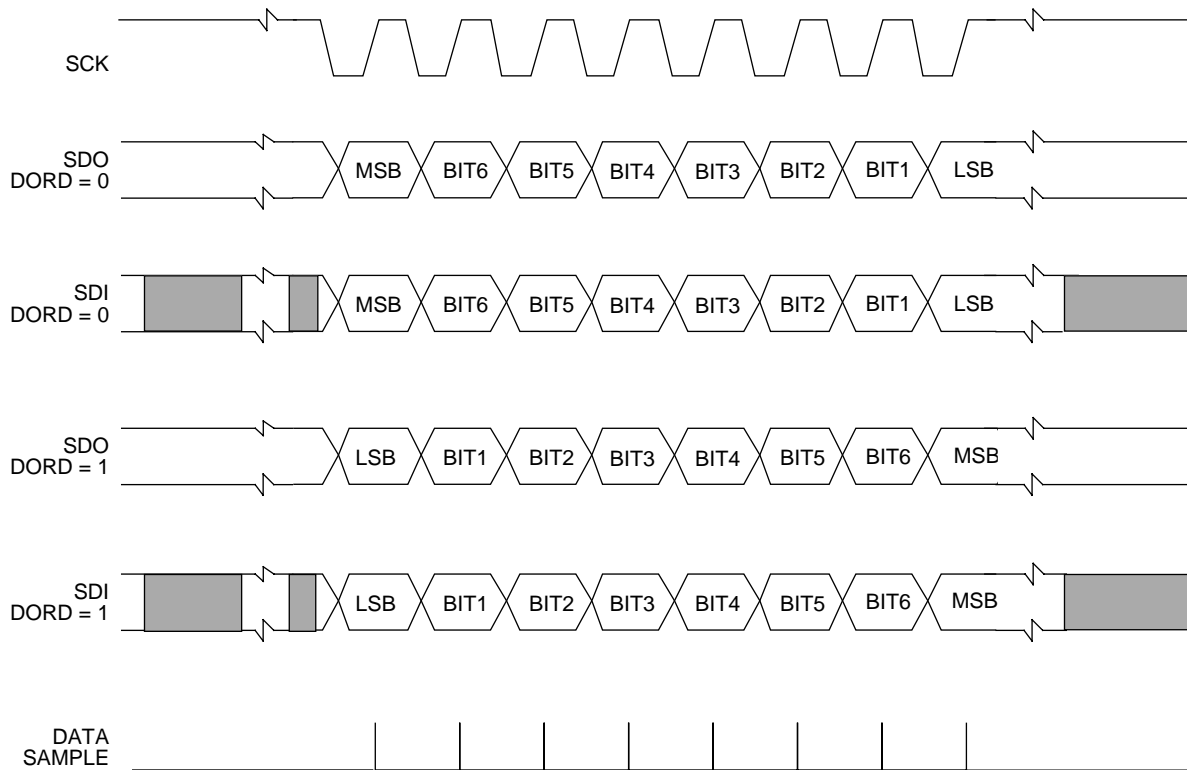 SCK
SDO
DORD = 0
MSB BIT6 BIT5 BIT4 BIT3 BIT2 BIT1 LSB
SDI
DORD = 0
MSB BIT6 BIT5 BIT4 BIT3 BIT2 BIT1 LSB
SDO
DORD = 1
LSB BIT1 BIT2 BIT3 BIT4 BIT5 BIT6 MSB
SDI
DORD = 1
LSB BIT1 BIT2 BIT3 BIT4 BIT5 BIT6 MSB
DATA
SAMPLE